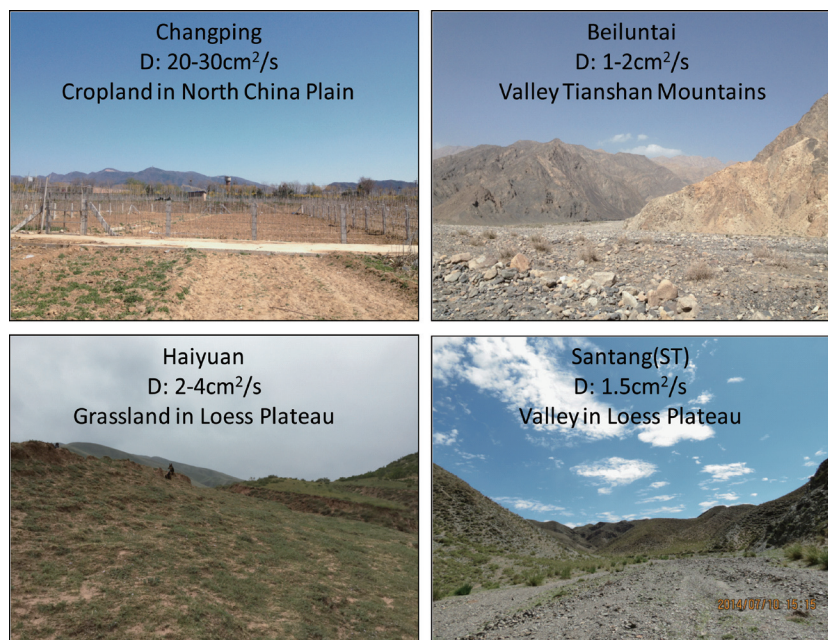 Changping
D: 20-30cm²/s
Cropland in North China Plain
Beiluntai
D: 1-2cm²/s
Valley Tianshan Mountains
Haiyuan
D: 2-4cm²/s
Grassland in Loess Plateau
Santang(ST)
D: 1.5cm²/s
Valley in Loess Plateau
2014/07/10 15:19